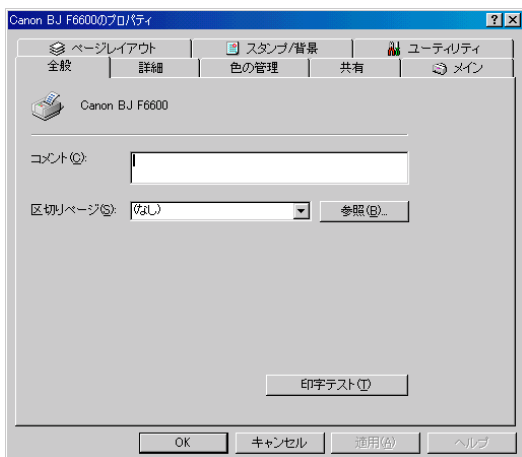 Canon BJ F6600のプロパティ
ページレイアウト スタンプ/背景 ユーティリティ
全般 詳細 色の管理 共有 メイン
Canon BJ F6600
コメント(C):
区切りページ(S): (なし) 参照(B)...
印字テスト(T)
OK キャンセル 適用(A) ヘルプ